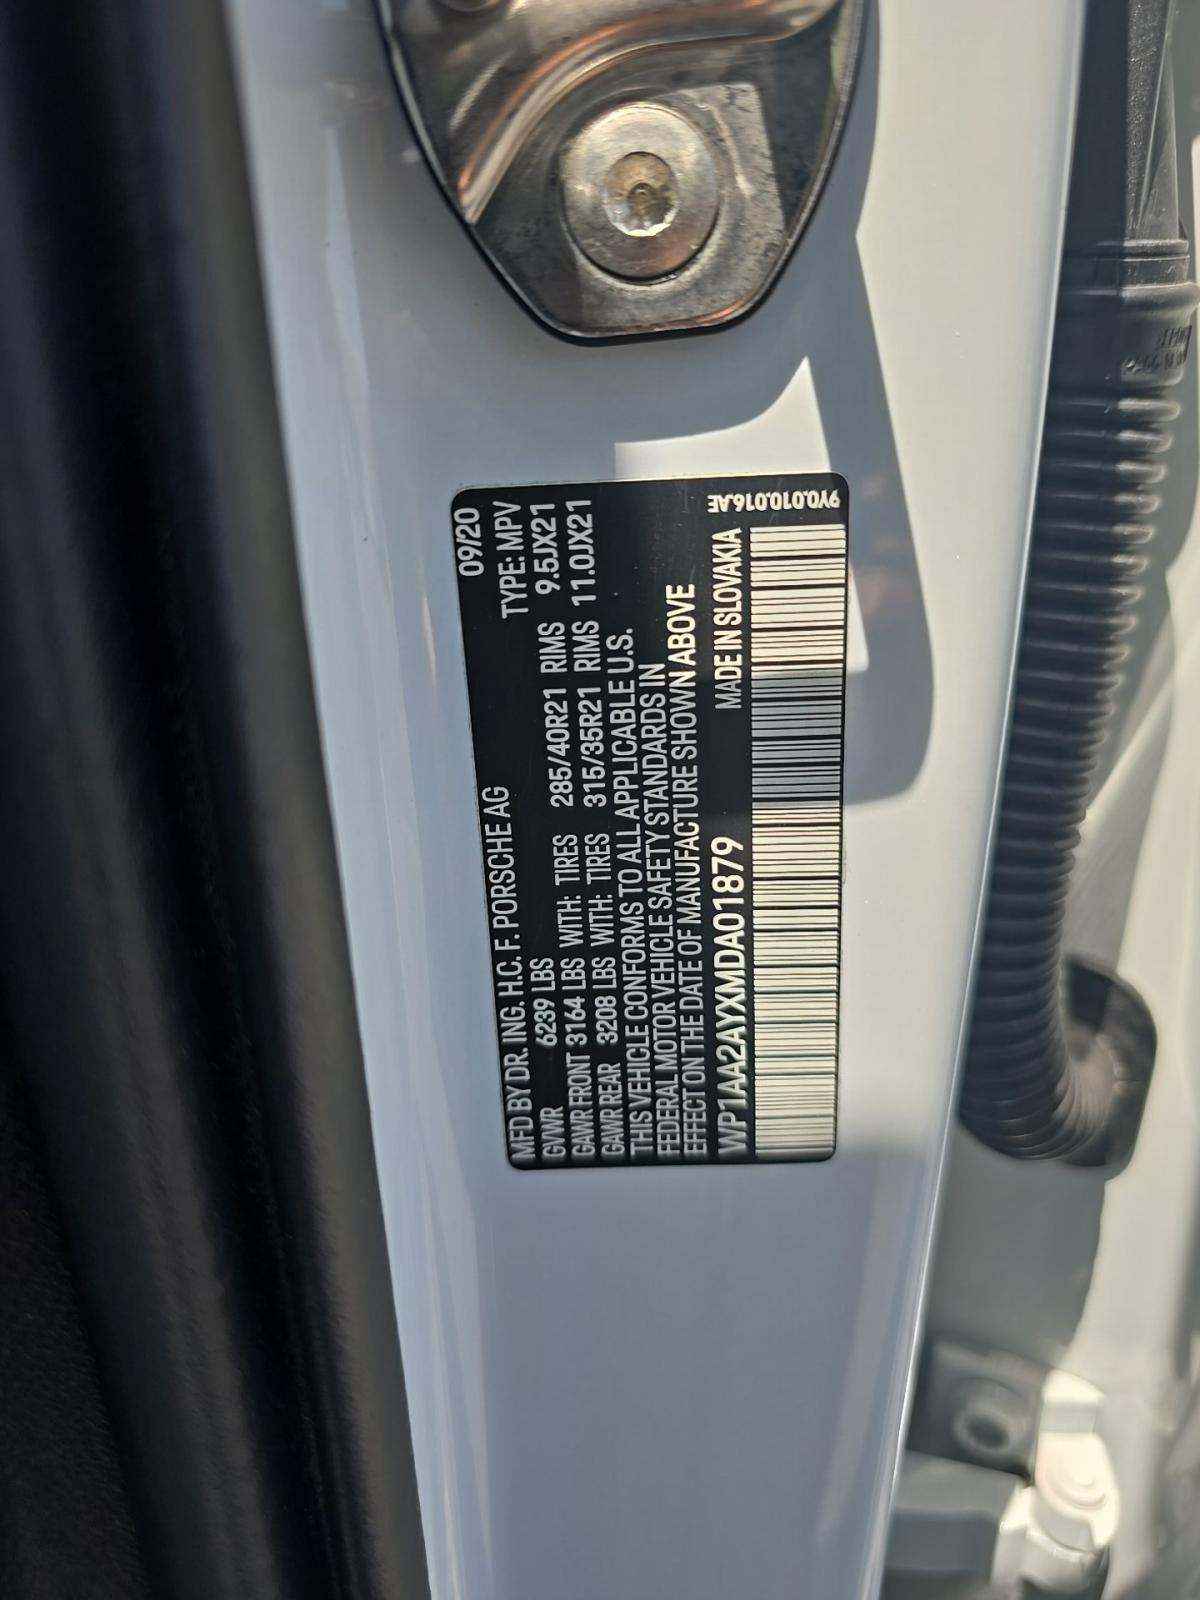 MFD BY DR. ING. H.C. F. PORSCHE AG 09/20
GVWR 6239 LBS TYPE: MPV
GAWR FRONT 3164 LBS WITH: TIRES 285/40R21 RIMS 9.5JX21
GAWR REAR 3208 LBS WITH: TIRES 315/35R21 RIMS 11.0JX21
THIS VEHICLE CONFORMS TO ALL APPLICABLE U.S.
FEDERAL MOTOR VEHICLE SAFETY STANDARDS IN
EFFECT ON THE DATE OF MANUFACTURE SHOWN ABOVE
WP1AA2AYXMDA01879 MADE IN SLOVAKIA
9Y0.010.016.AE